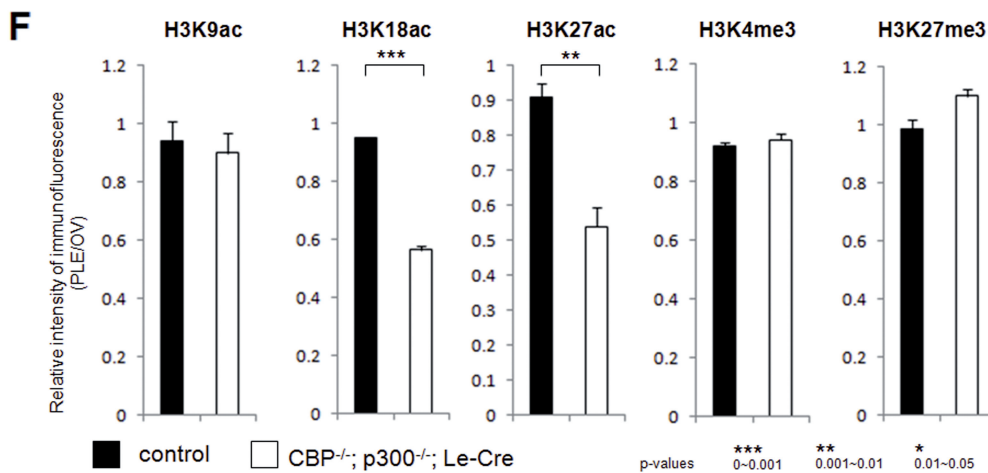 F
H3K9ac H3K18ac H3K27ac H3K4me3 H3K27me3
*** **
Relative intensity of immunofluorescence
(PLE/OV)
1.2 1.2 1 1.2 1.2
1 1 0.9 1 1
0.8 0.8 0.8 0.8 0.8
0.7
0.6 0.6 0.6 0.6 0.6
0.5
0.4 0.4 0.4 0.4 0.4
0.3
0.2 0.2 0.2 0.2 0.2
0.1
0 0 0 0 0
control CBP-/-; p300-/-; Le-Cre
*** ** *
p-values 0~0.001 0.001~0.01 0.01~0.05